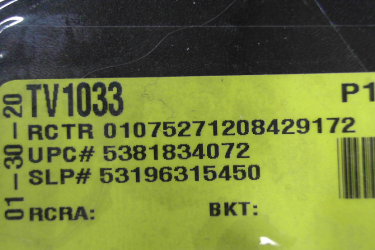 TV1033
P1
RCTR 01075271208429172
UPC# 5381834072
SLP# 53196315450
RCRA: BKT:
01-30-20